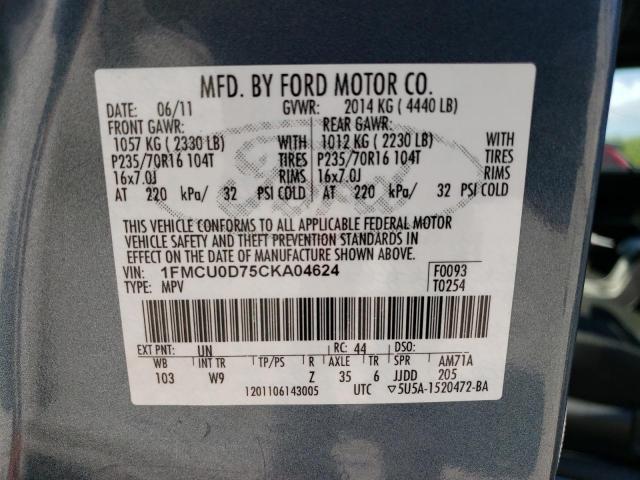 MFD. BY FORD MOTOR CO.
DATE: 06/11 GVWR: 2014 KG ( 4440 LB)
FRONT GAWR: REAR GAWR:
1057 KG ( 2330 LB) WITH 1012 KG ( 2230 LB) WITH
P235/70R16 104T TIRES P235/70R16 104T TIRES
16x7.0J RIMS 16x7.0J RIMS
AT 220 kPa/ 32 PSI COLD AT 220 kPa/ 32 PSI COLD
THIS VEHICLE CONFORMS TO ALL APPLICABLE FEDERAL MOTOR
VEHICLE SAFETY AND THEFT PREVENTION STANDARDS IN
EFFECT ON THE DATE OF MANUFACTURE SHOWN ABOVE.
VIN: 1FMCU0D75CKA04624 F0093
TYPE: MPV T0254
EXT PNT: UN RC: 44 DSO:
WB INT TR TP/PS R AXLE TR SPR AM71A
103 W9 Z 35 6 JJDD 205
1201106143005 UTC ▽5U5A-1520472-BA